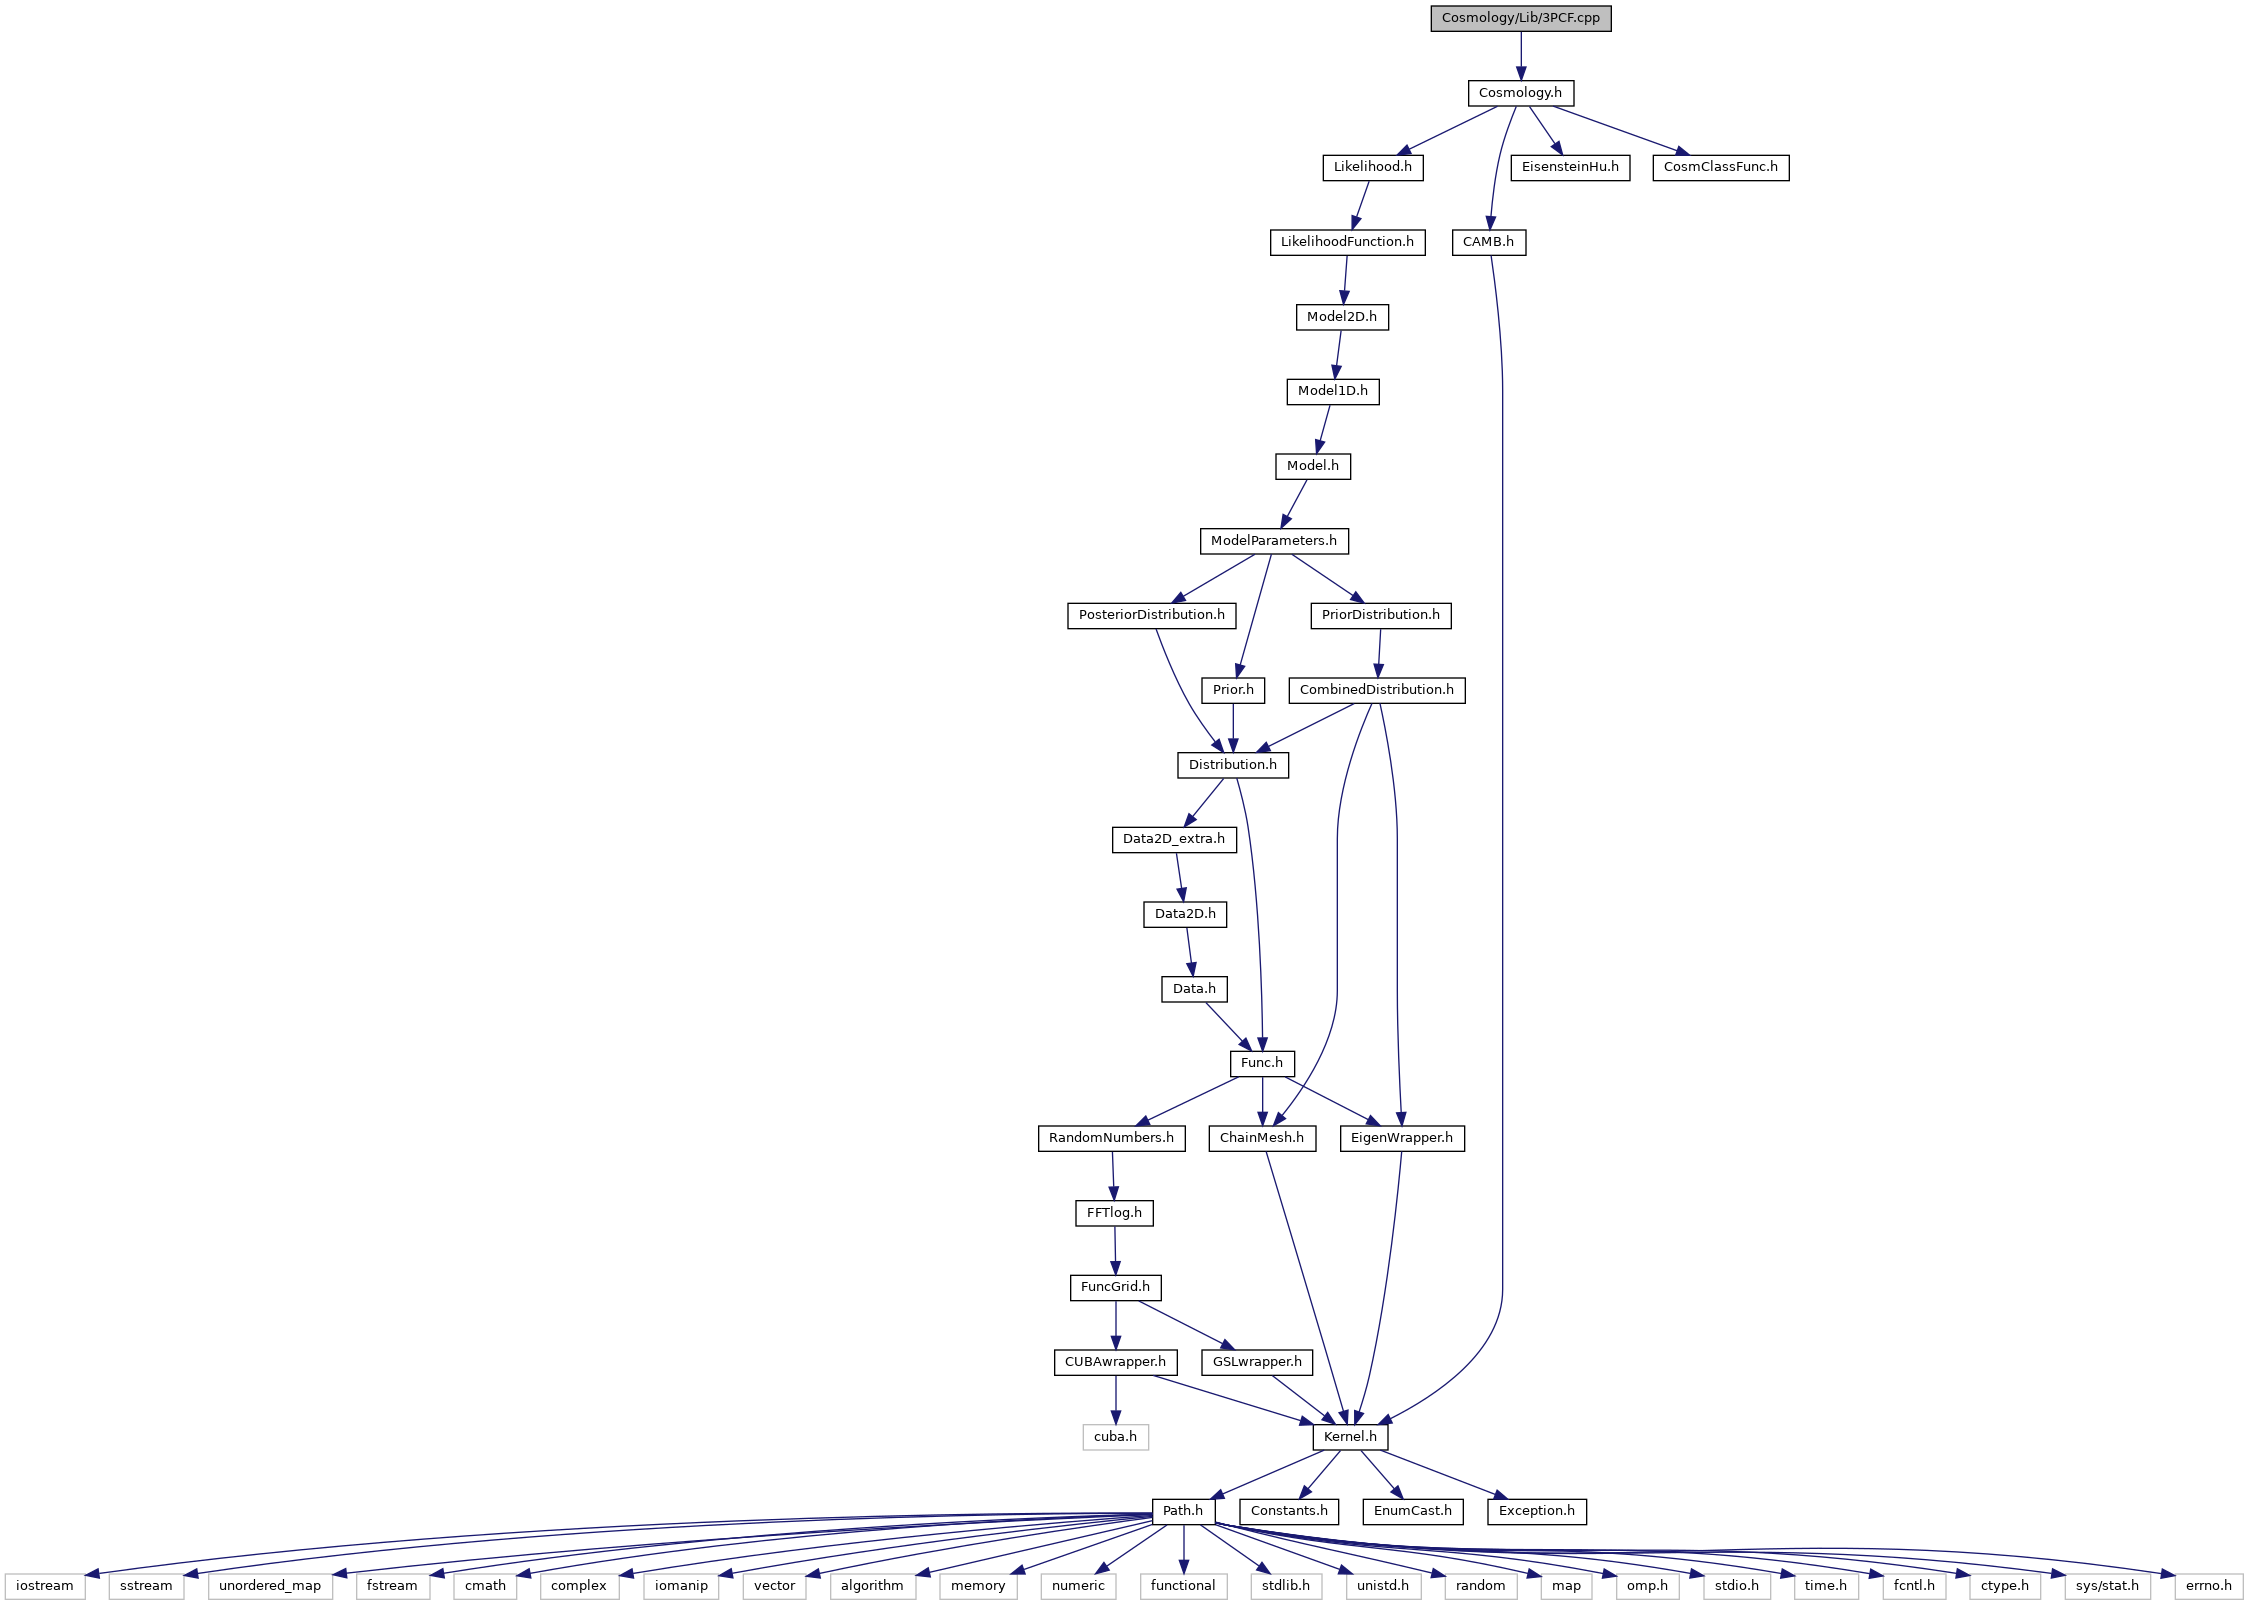 Cosmology/Lib/3PCF.cpp
Cosmology.h
Likelihood.h
EisensteinHu.h
CosmClassFunc.h
LikelihoodFunction.h
CAMB.h
Model2D.h
Model1D.h
Model.h
ModelParameters.h
PosteriorDistribution.h
PriorDistribution.h
Prior.h
CombinedDistribution.h
Distribution.h
Data2D_extra.h
Data2D.h
Data.h
Func.h
RandomNumbers.h
ChainMesh.h
EigenWrapper.h
FFTlog.h
FuncGrid.h
CUBAwrapper.h
GSLwrapper.h
cuba.h
Kernel.h
Path.h
Constants.h
EnumCast.h
Exception.h
iostream
sstream
unordered_map
fstream
cmath
complex
iomanip
vector
algorithm
memory
numeric
functional
stdlib.h
unistd.h
random
map
omp.h
stdio.h
time.h
fcntl.h
ctype.h
sys/stat.h
errno.h